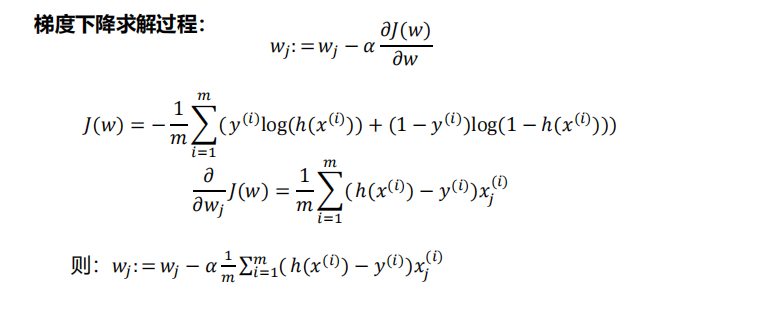 梯度下降求解过程：
w_j := w_j − α ∂J(w)/∂w
J(w) = −1/m ∑_{i=1}^{m} (y^{(i)}log(h(x^{(i)})) + (1 − y^{(i)})log(1 − h(x^{(i)})))
∂/∂w_j J(w) = 1/m ∑_{i=1}^{m} (h(x^{(i)}) − y^{(i)})x_j^{(i)}
则：w_j := w_j − α 1/m ∑_{i=1}^{m} (h(x^{(i)}) − y^{(i)})x_j^{(i)}